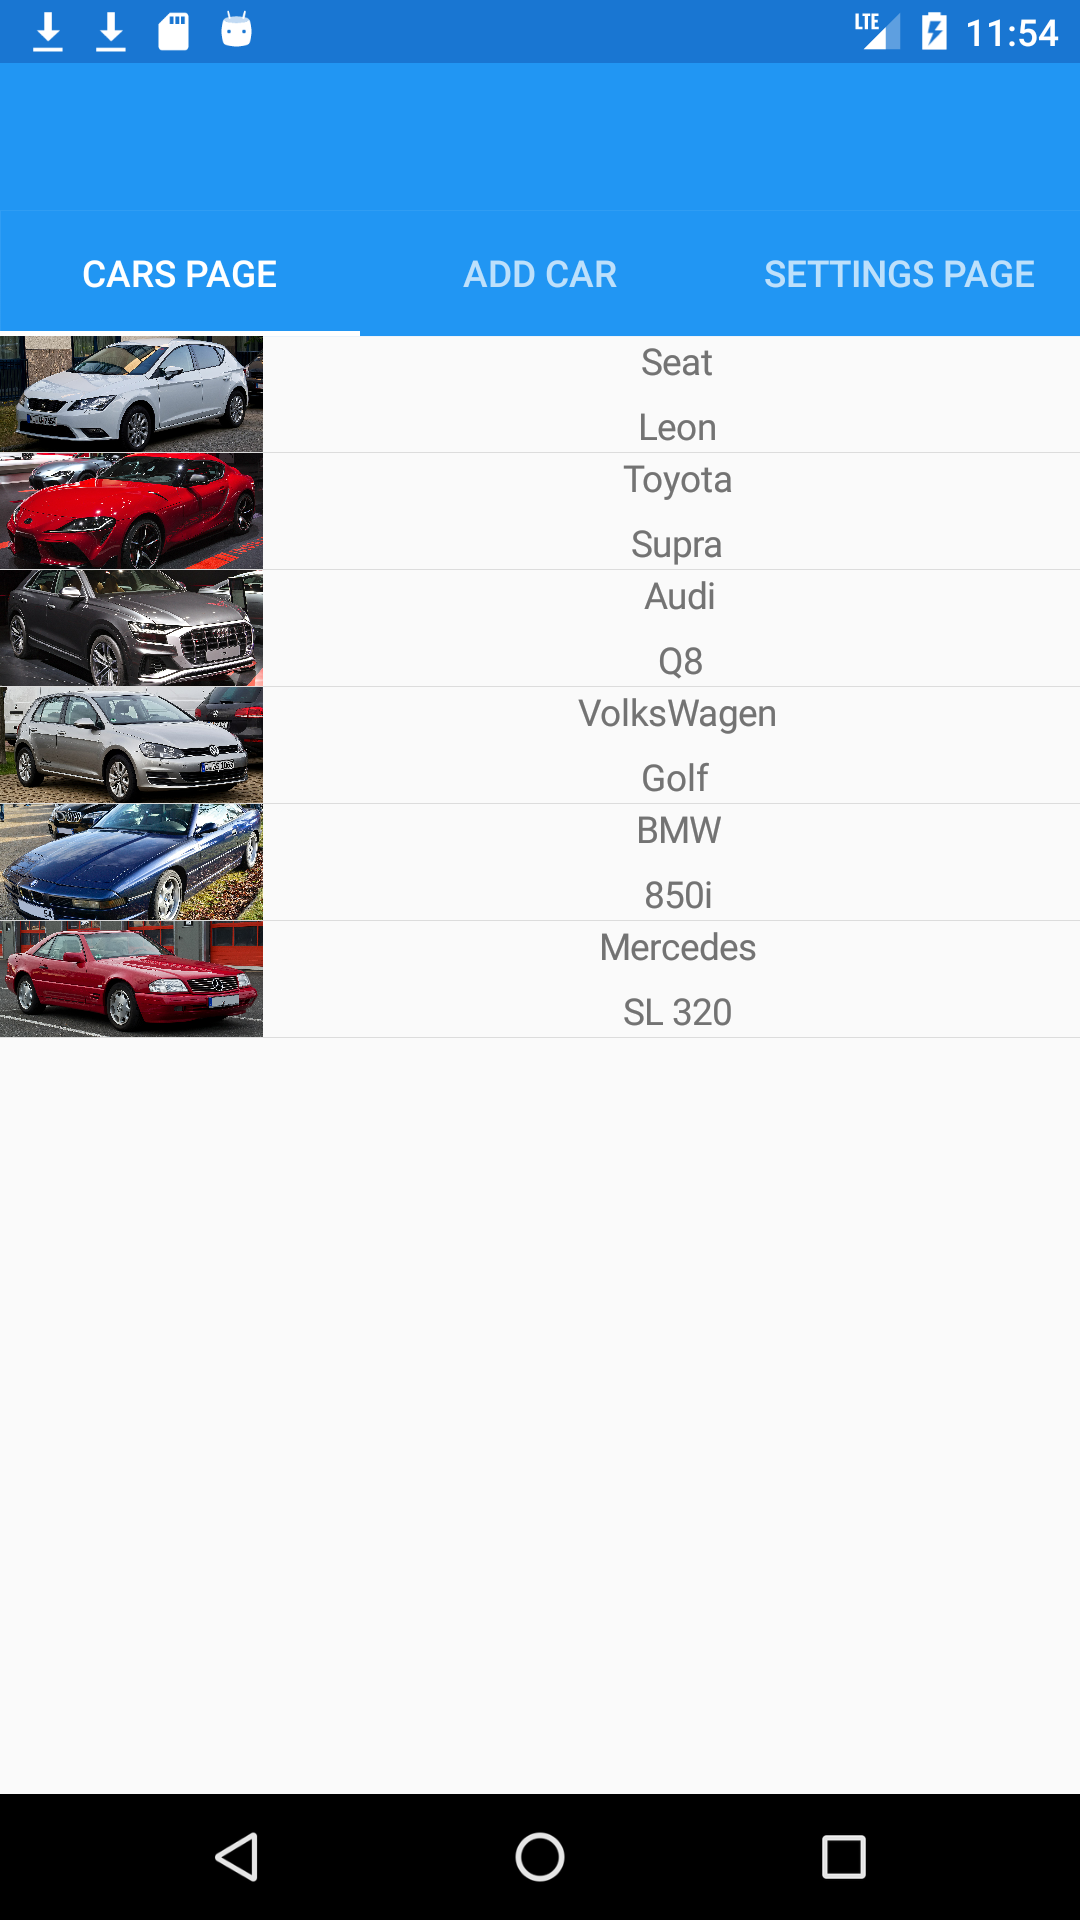 LTE 11:54
CARS PAGE ADD CAR SETTINGS PAGE
Seat
Leon
Toyota
Supra
Audi
Q8
VolksWagen
Golf
BMW
850i
Mercedes
SL 320